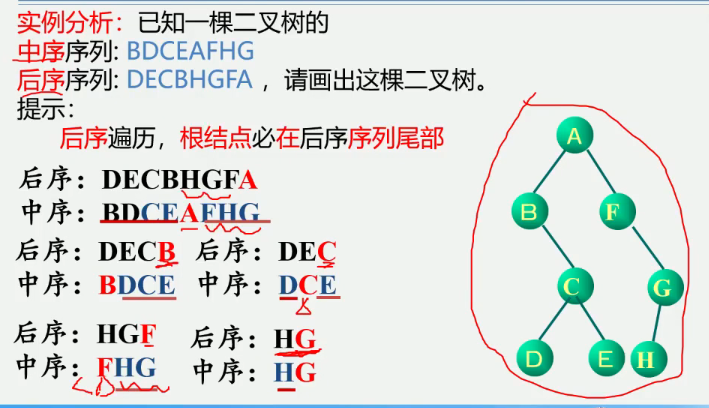 实例分析：已知一棵二叉树的
中序序列: BDCEAFHG
后序序列: DECBHGFA ，请画出这棵二叉树。
提示：
后序遍历，根结点必在后序序列尾部
后序：DECBHGFA
中序：BDCEAFHG
后序：DECB 后序：DEC
中序：BDCE 中序：DCE
后序：HGF 后序：HG
中序：FHG 中序：HG
A
B F
C G
D E H